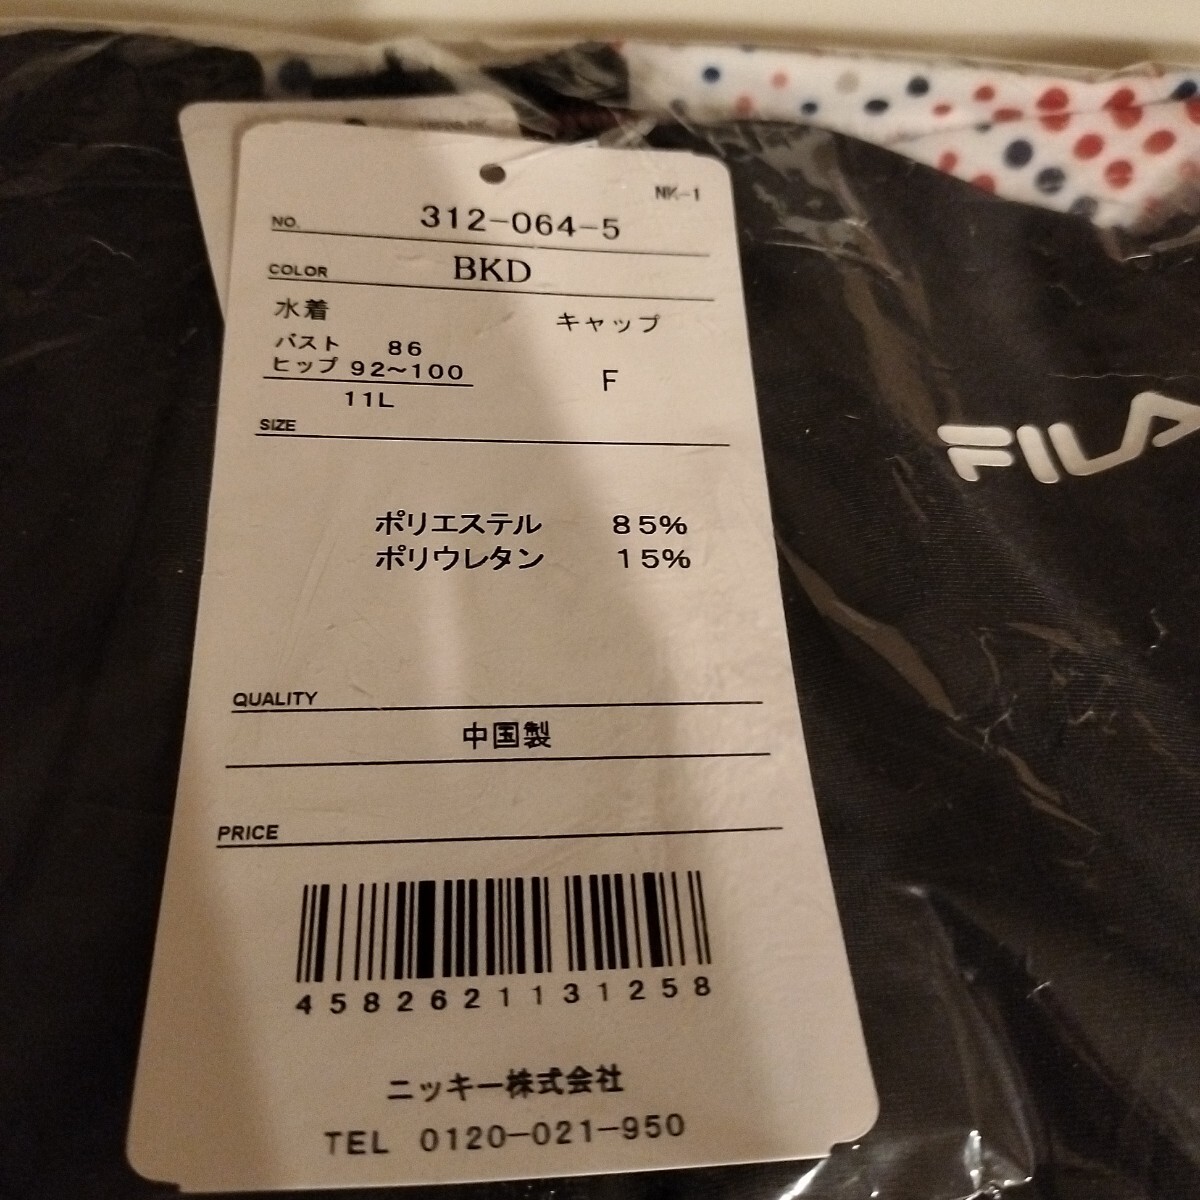 NK-1
NO. 312-064-5
COLOR BKD
水着 キャップ
バスト 86
ヒップ 92~100
11L
F
SIZE
ポリエステル 85%
ポリウレタン 15%
QUALITY
中国製
PRICE
4582621131258
ニッキー株式会社
TEL 0120-021-950
FILA